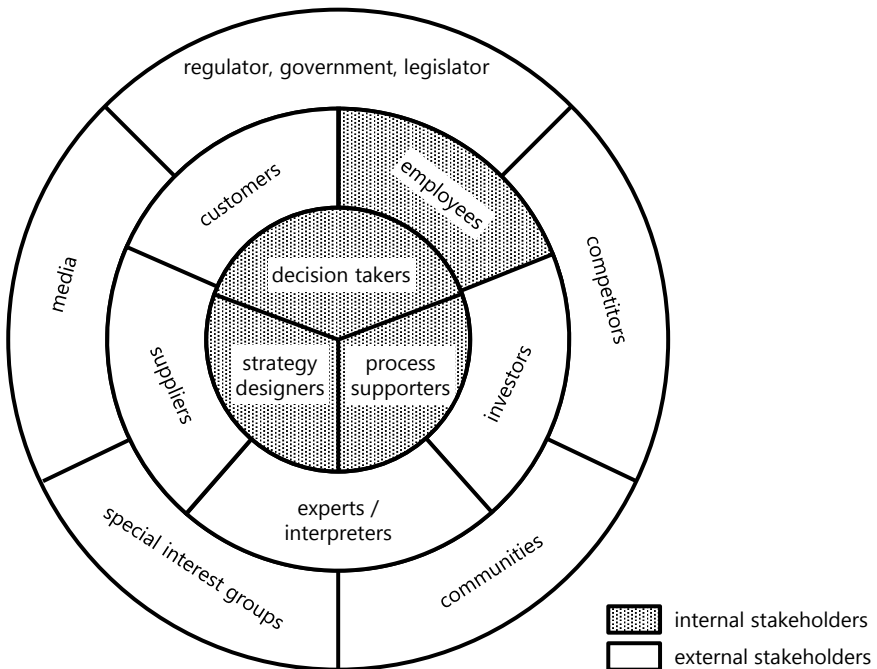 regulator, government, legislator
customers
employees
media
competitors
decision takers
strategy
designers
process
supporters
suppliers
investors
experts /
interpreters
special interest groups
communities
internal stakeholders
external stakeholders